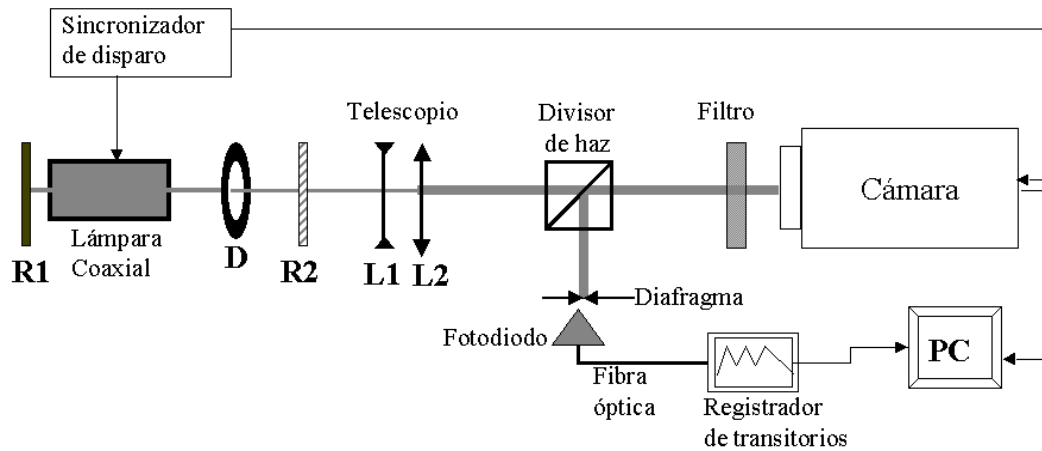 Sincronizador
de disparo
Telescopio
Divisor
de haz
Filtro
Cámara
Lámpara
Coaxial
R1
D
R2
L1
L2
Diafragma
Fotodiodo
Fibra
óptica
Registrador
de transitorios
PC